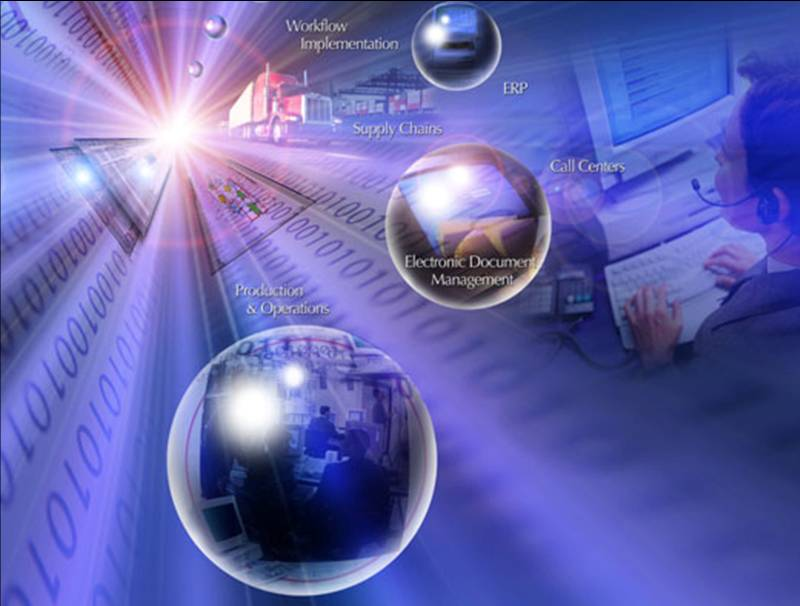 Workflow
Implementation
ERP
Supply Chains
Call Centers
Electronic Document
Management
Production
& Operations